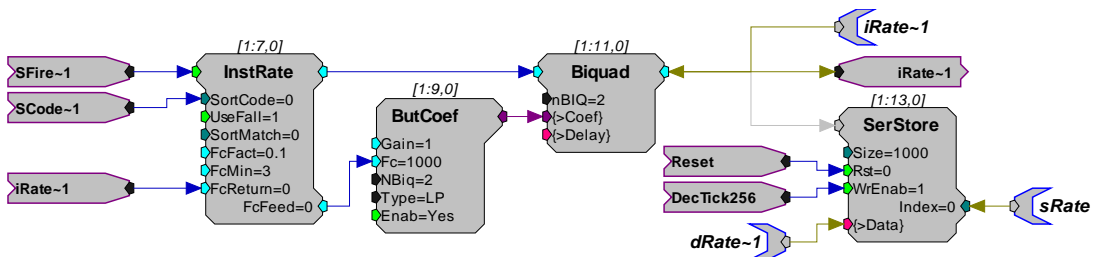 [1:7,0]
InstRate
SFire~1
SCode~1
iRate~1
SortCode=0
UseFall=1
SortMatch=0
FcFact=0.1
FcMin=3
FcReturn=0
FcFeed=0
[1:9,0]
ButCoef
Gain=1
Fc=1000
NBiq=2
Type=LP
Enab=Yes
[1:11,0]
Biquad
nBIQ=2
{>Coef}
{>Delay}
iRate~1
iRate~1
[1:13,0]
SerStore
Reset
DecTick256
dRate~1
Size=1000
Rst=0
WrEnab=1
Index=0
{>Data}
sRate